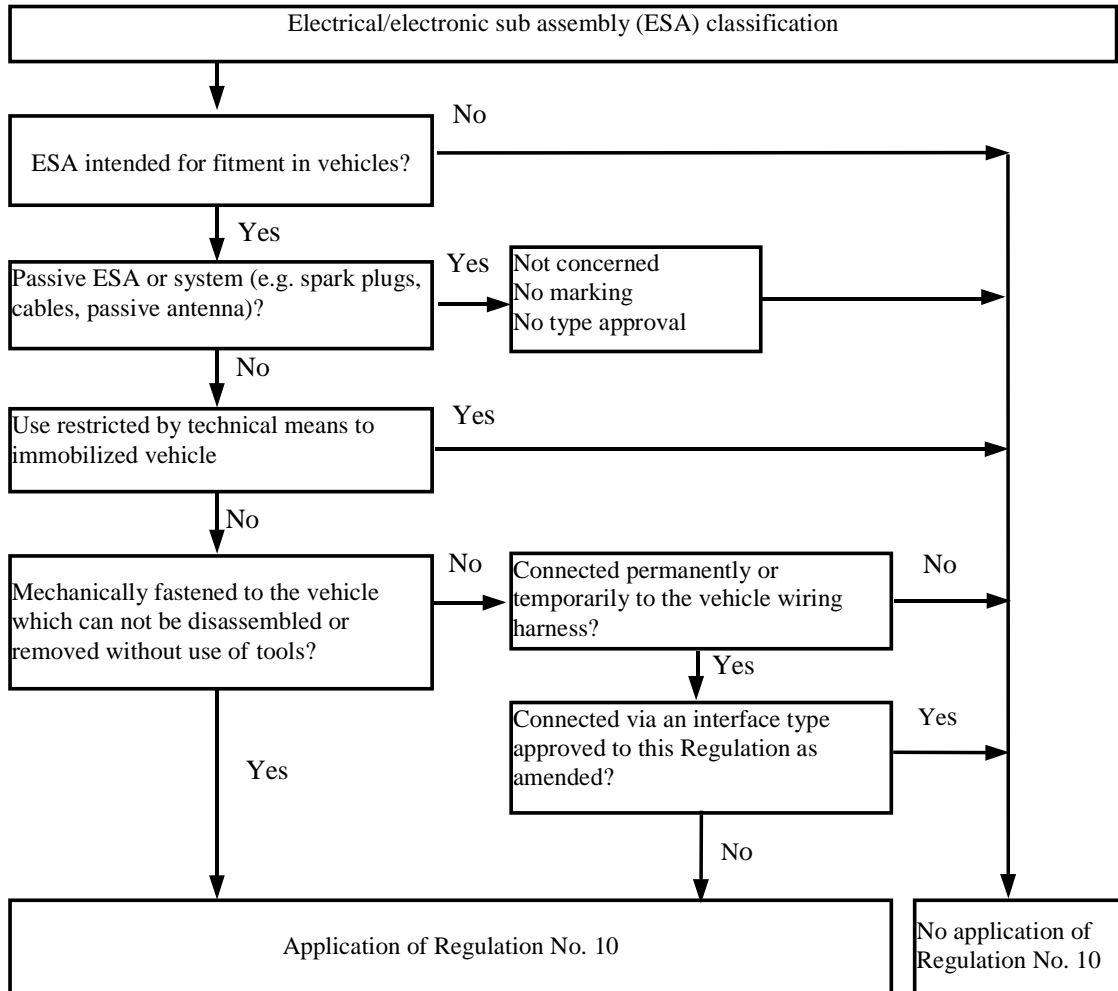 Electrical/electronic sub assembly (ESA) classification
No
ESA intended for fitment in vehicles?
Yes
Passive ESA or system (e.g. spark plugs,
cables, passive antenna)?
Yes
Not concerned
No marking
No type approval
No
Use restricted by technical means to
immobilized vehicle
Yes
No
Mechanically fastened to the vehicle
which can not be disassembled or
removed without use of tools?
No
Connected permanently or
temporarily to the vehicle wiring
harness?
No
Yes
Connected via an interface type
approved to this Regulation as
amended?
Yes
Yes
No
Application of Regulation No. 10
No application of
Regulation No. 10